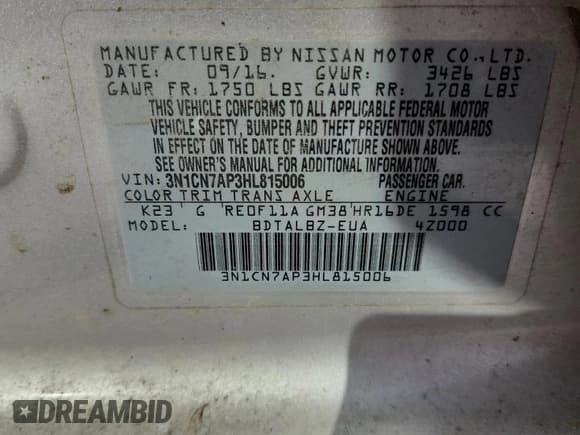 MANUFACTURED BY NISSAN MOTOR CO., LTD.
DATE: 09/16. GVWR: 3426 LBS
GAWR FR: 1750 LBS GAWR RR: 1708 LBS
THIS VEHICLE CONFORMS TO ALL APPLICABLE FEDERAL MOTOR
VEHICLE SAFETY, BUMPER AND THEFT PREVENTION STANDARDS
IN EFFECT ON THE DATE OF MANUFACTURE SHOWN ABOVE.
SEE OWNER'S MANUAL FOR ADDITIONAL INFORMATION.
VIN: 3N1CN7AP3HL815006 PASSENGER CAR.
COLOR TRIM TRANS AXLE ENGINE
K23' G 'RE0F11A GM38'HR16DE 1598 CC
MODEL: BDTALBZ-EUA 4Z000
3N1CN7AP3HL815006
DREAMBID